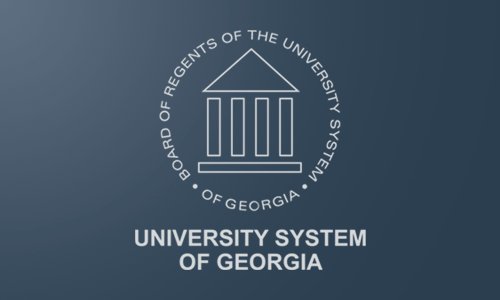 BOARD OF REGENTS OF THE UNIVERSITY SYSTEM
• OF GEORGIA •
UNIVERSITY SYSTEM
OF GEORGIA